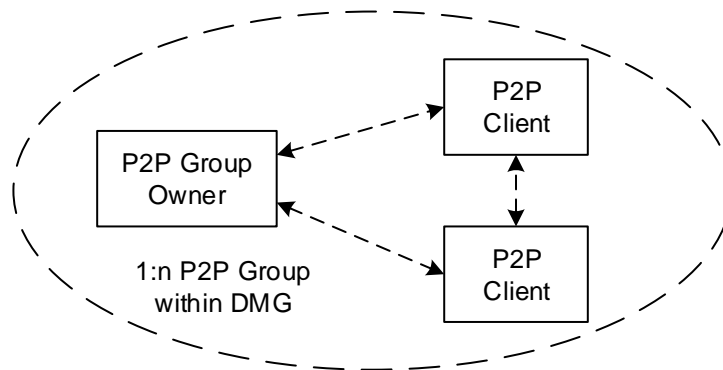 P2P
Client
P2P Group
Owner
P2P
Client
1:n P2P Group
within DMG